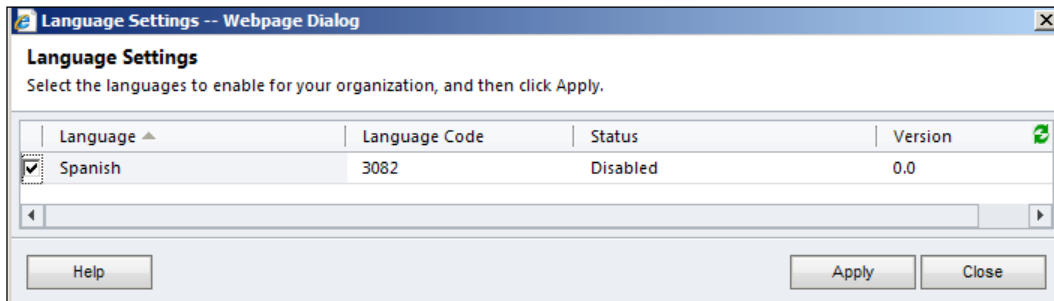 Language Settings -- Webpage Dialog
Language Settings
Select the languages to enable for your organization, and then click Apply.
Language Language Code Status Version
Spanish 3082 Disabled 0.0
Help Apply Close